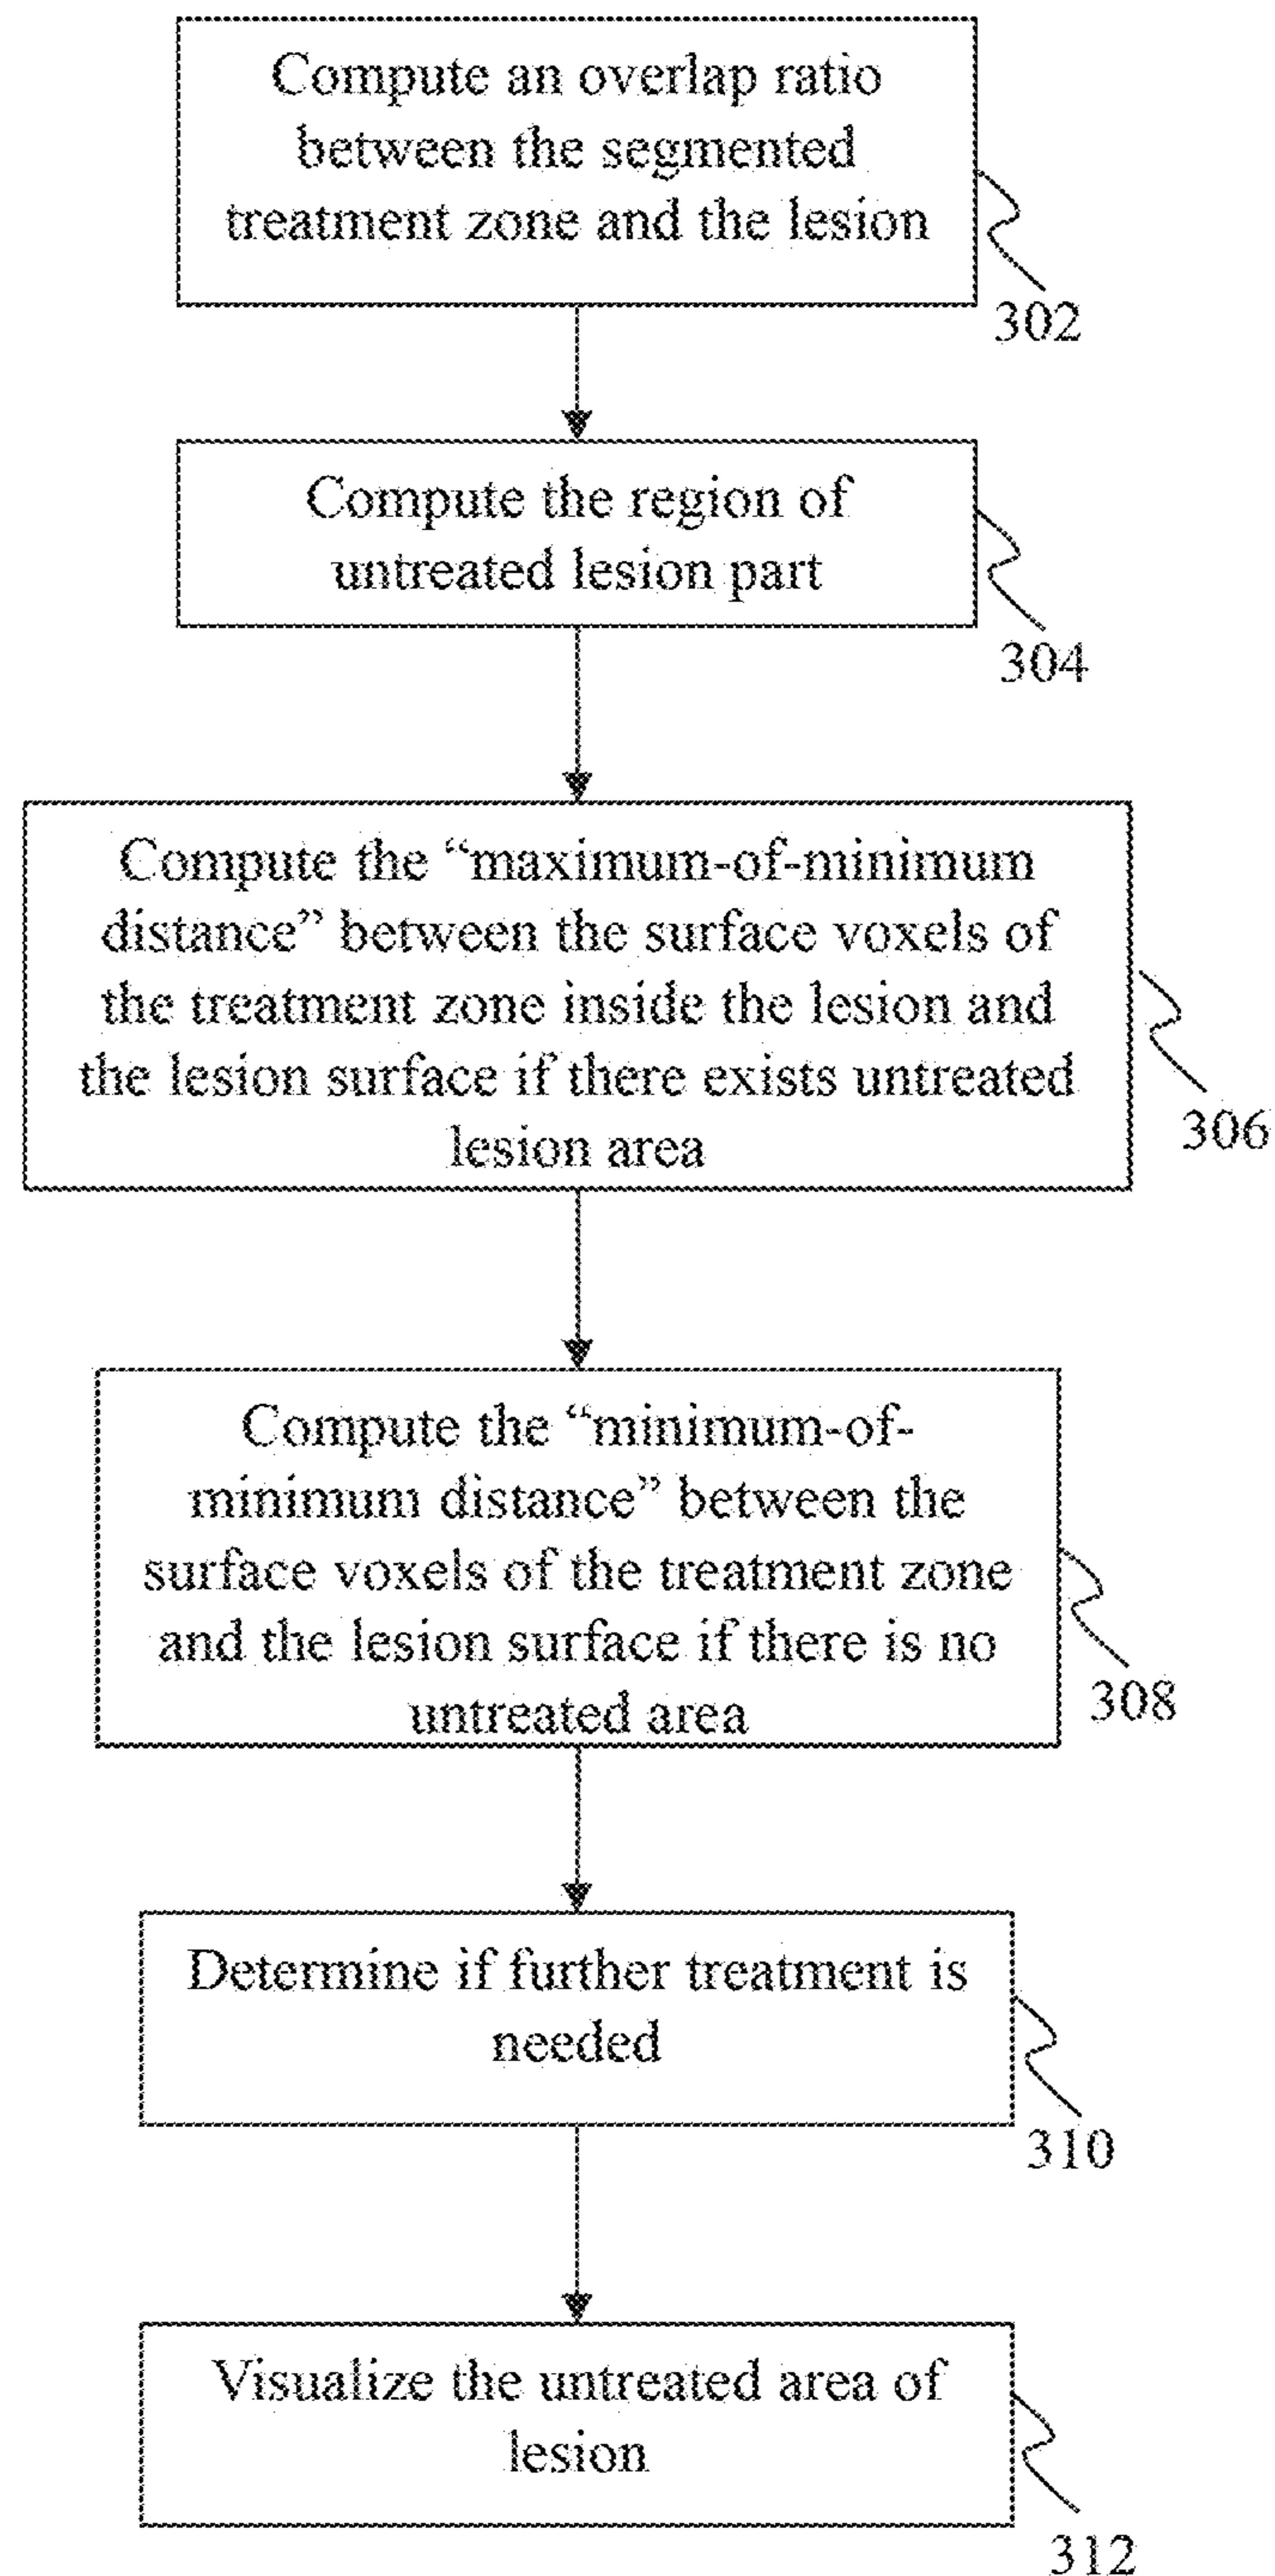 Compute an overlap ratio
between the segmented
treatment zone and the lesion
302
Compute the region of
untreated lesion part
304
Compute the “maximum-of-minimum
distance” between the surface voxels of
the treatment zone inside the lesion and
the lesion surface if there exists untreated
lesion area
306
Compute the “minimum-of-
minimum distance” between the
surface voxels of the treatment zone
and the lesion surface if there is no
untreated area
308
Determine if further treatment is
needed
310
Visualize the untreated area of
lesion
312